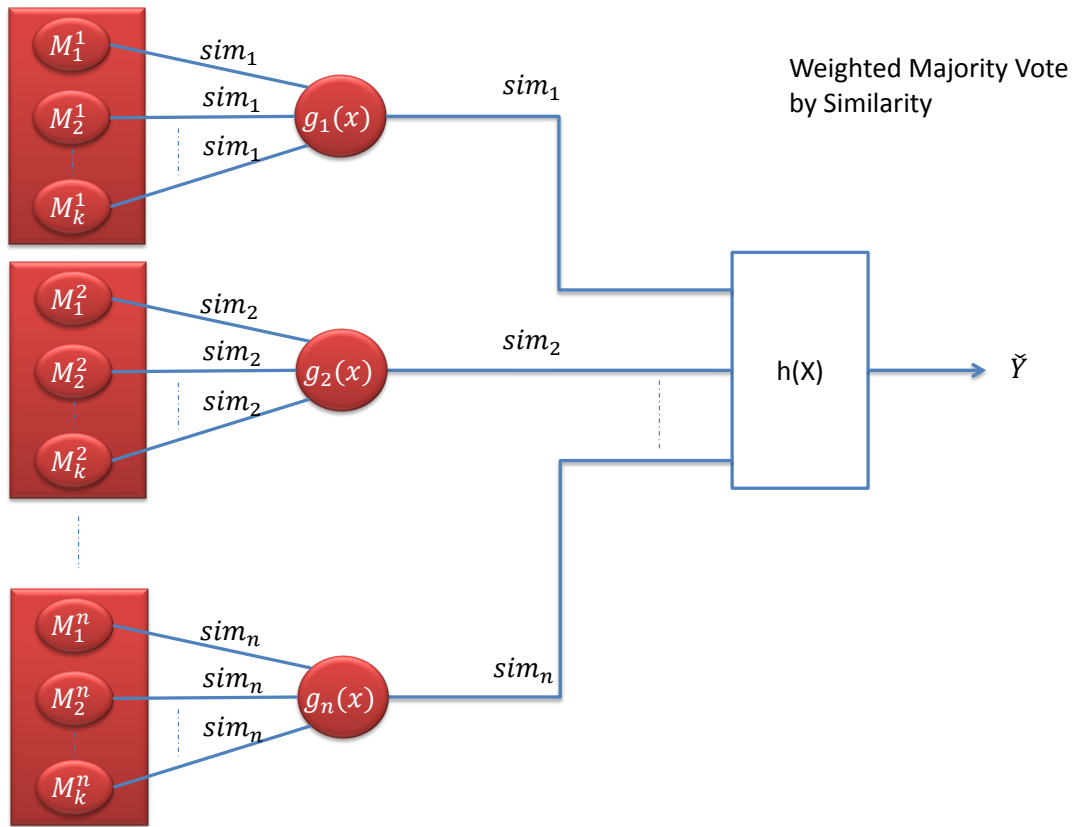 Weighted Majority Vote
by Similarity
$M_1^1$
$sim_1$
$M_2^1$
$sim_1$
$g_1(x)$
$sim_1$
$sim_1$
$M_k^1$
$M_1^2$
$sim_2$
$M_2^2$
$sim_2$
$g_2(x)$
$sim_2$
$sim_2$
$M_k^2$
h(X)
$\check{Y}$
$M_1^n$
$sim_n$
$M_2^n$
$sim_n$
$g_n(x)$
$sim_n$
$sim_n$
$M_k^n$